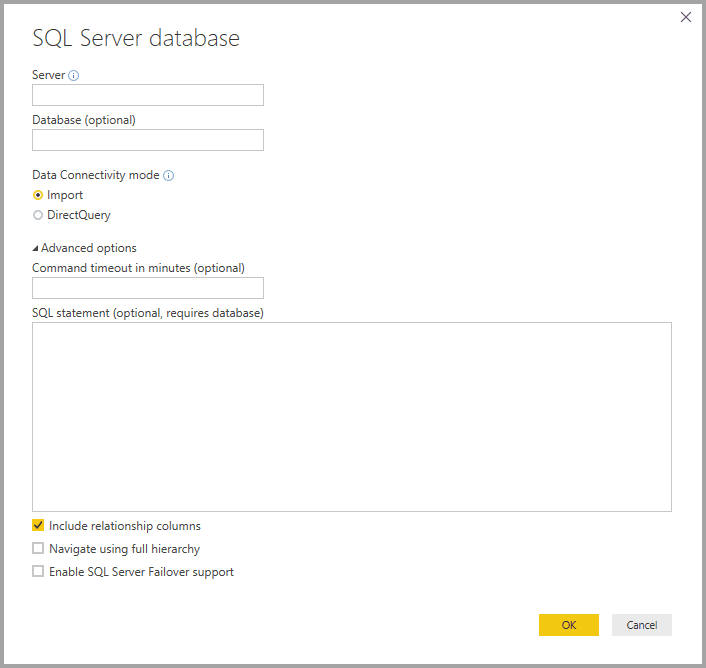 SQL Server database
Server
Database (optional)
Data Connectivity mode
Import
DirectQuery
Advanced options
Command timeout in minutes (optional)
SQL statement (optional, requires database)
Include relationship columns
Navigate using full hierarchy
Enable SQL Server Failover support
OK Cancel